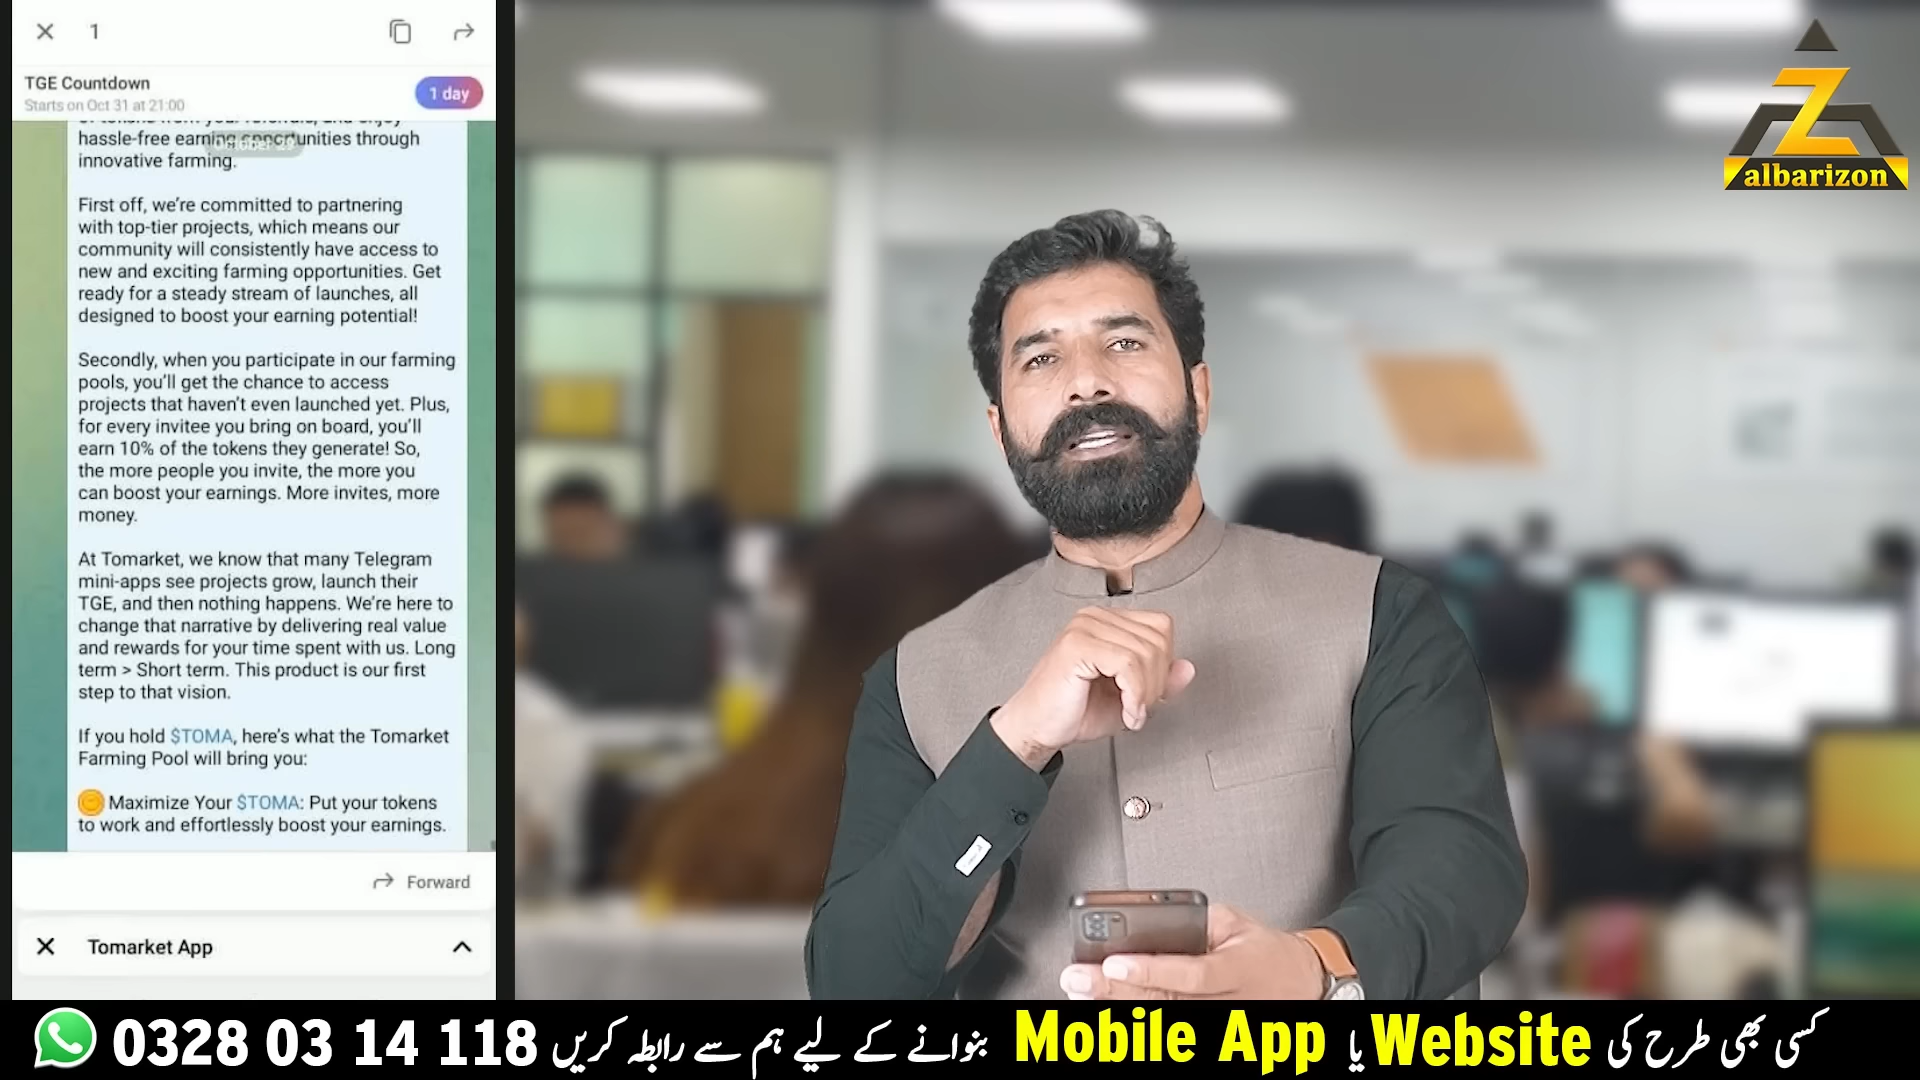 1
TGE Countdown
Starts on Oct 31 at 21:00
1 day
hassle-free earning opportunities through
innovative farming.
First off, we're committed to partnering
with top-tier projects, which means our
community will consistently have access to
new and exciting farming opportunities. Get
ready for a steady stream of launches, all
designed to boost your earning potential!
Secondly, when you participate in our farming
pools, you'll get the chance to access
projects that haven't even launched yet. Plus,
for every invitee you bring on board, you'll
earn 10% of the tokens they generate! So,
the more people you invite, the more you
can boost your earnings. More invites, more
money.
At Tomarket, we know that many Telegram
mini-apps see projects grow, launch their
TGE, and then nothing happens. We're here to
change that narrative by delivering real value
and rewards for your time spent with us. Long
term > Short term. This product is our first
step to that vision.
If you hold $TOMA, here's what the Tomarket
Farming Pool will bring you:
Maximize Your $TOMA: Put your tokens
to work and effortlessly boost your earnings.
Forward
Tomarket App
Z
albarizon
کسی بھی طرح کی Website یا Mobile App بنوانے کے لیے ہم سے رابطہ کریں 0328 03 14 118